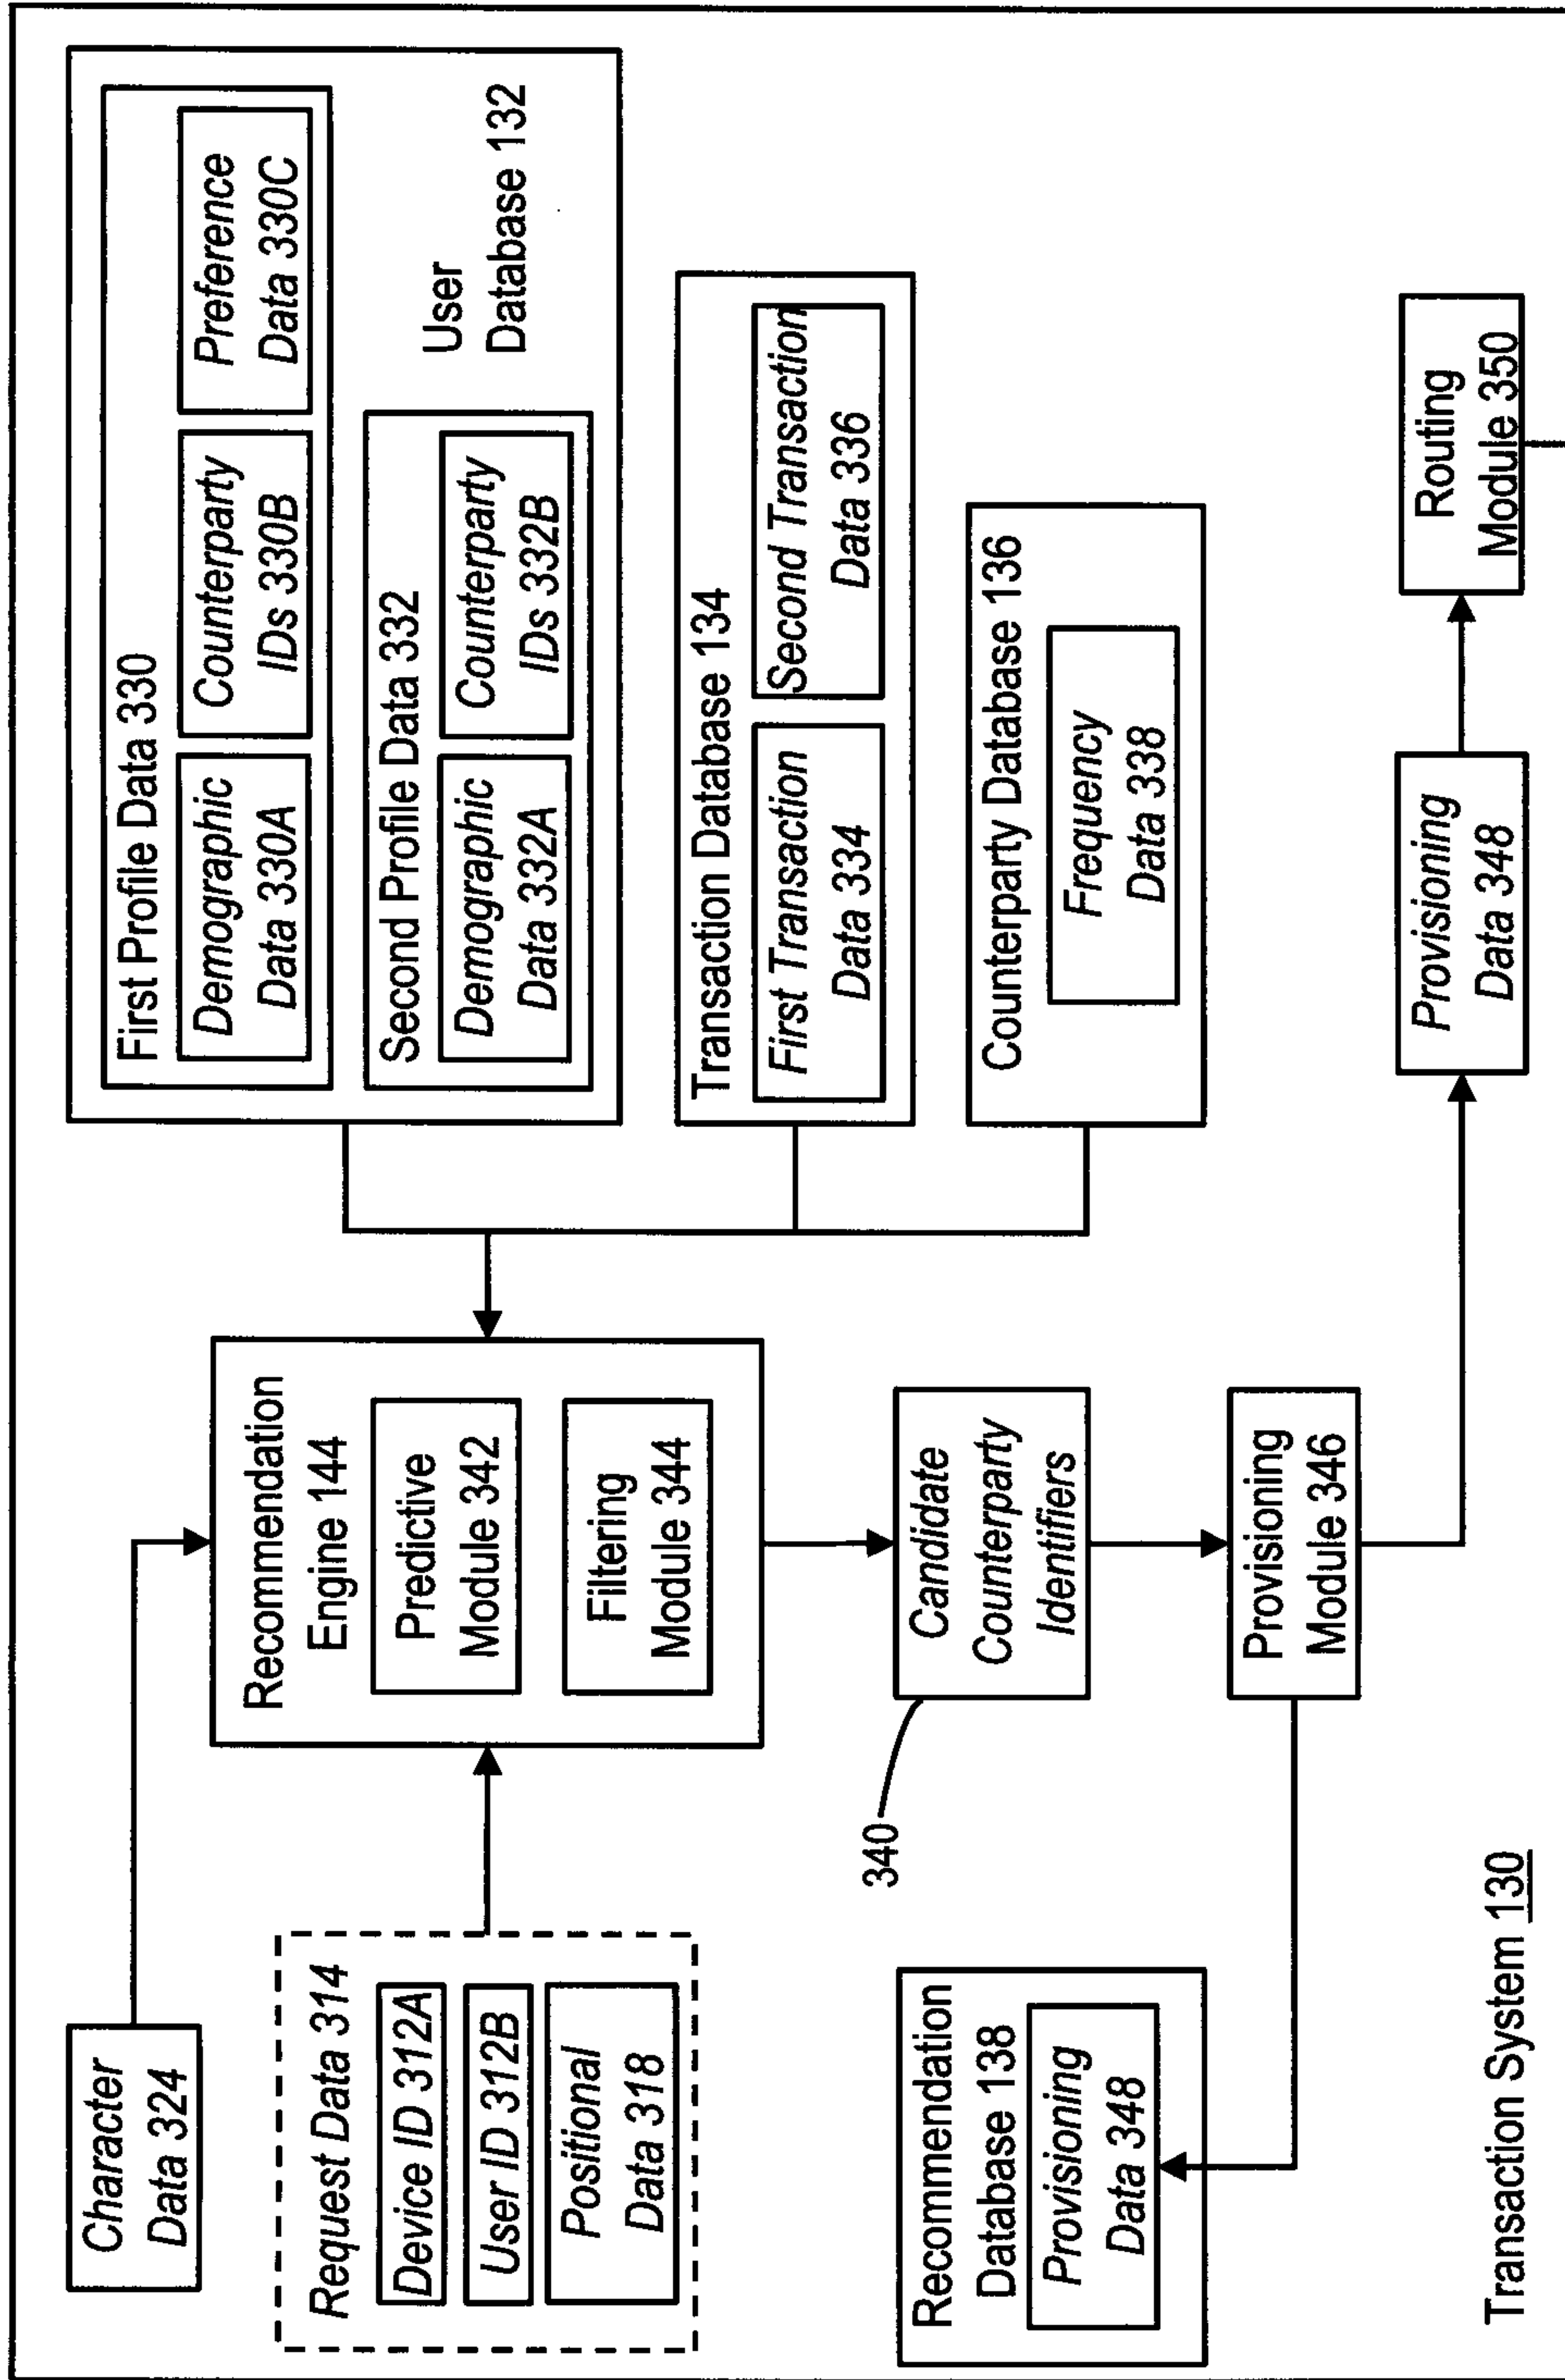 Character
Data 324
Request Data 314
Device ID 312A
User ID 312B
Positional
Data 318
Recommendation
Engine 144
Predictive
Module 342
Filtering
Module 344
First Profile Data 330
Demographic
Data 330A
Counterparty
IDs 330B
Preference
Data 330C
Second Profile Data 332
Demographic
Data 332A
Counterparty
IDs 332B
User
Database 132
Transaction Database 134
First Transaction
Data 334
Second Transaction
Data 336
Counterparty Database 136
Frequency
Data 338
340
Candidate
Counterparty
Identifiers
Recommendation
Database 138
Provisioning
Data 348
Provisioning
Module 346
Provisioning
Data 348
Routing
Module 350
Transaction System 130